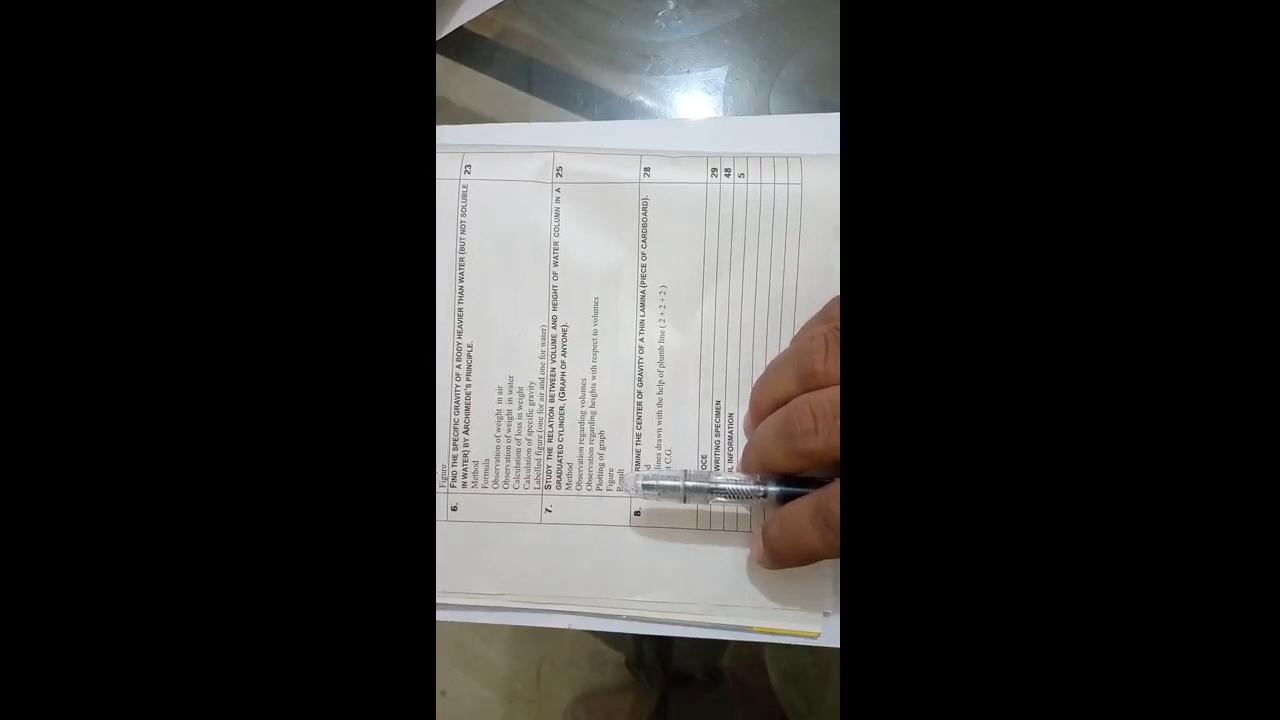 Figure
6. FIND THE SPECIFIC GRAVITY OF A BODY HEAVIER THAN WATER (BUT NOT SOLUBLE 23
IN WATER) BY ARCHIMEDE'S PRINCIPLE.
Method
Formula
Observation of weight in air
Observation of weight in water
Calculation of loss in weight
Calculation of specific gravity
Labelled figure (one for air and one for water)
7. STUDY THE RELATION BETWEEN VOLUME AND HEIGHT OF WATER COLUMN IN A 25
GRADUATED CYLINDER. (GRAPH OF ANYONE).
Method
Observation regarding volumes
Observation regarding heights with respect to volumes
Plotting of graph
Figure
Result
8. RMINE THE CENTER OF GRAVITY OF A THIN LAMINA (PIECE OF CARDBOARD). 28
d
lines drawn with the help of plumb line ( 2 + 2 + 2 )
C.G.
OCE 29
WRITING SPECIMEN 48
L INFORMATION 5